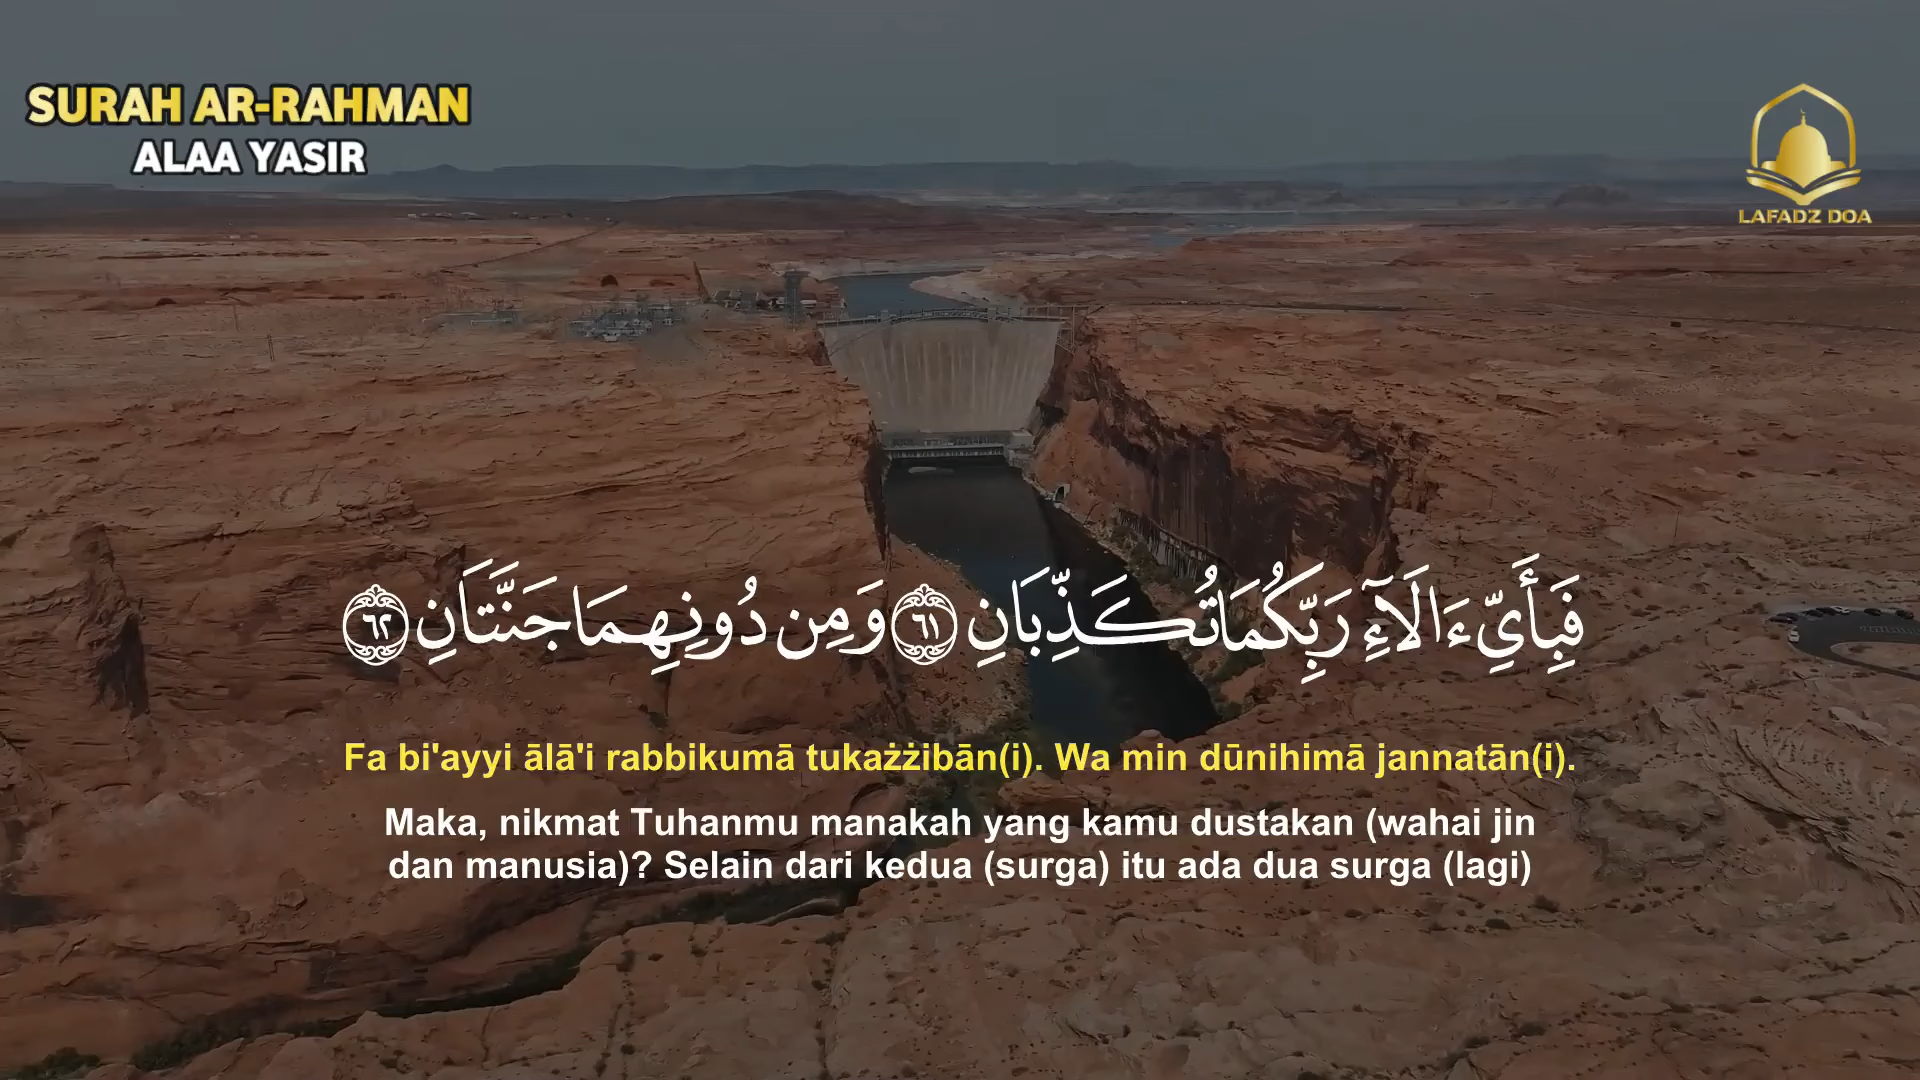 SURAH AR-RAHMAN
ALAA YASIR
LAFADZ DOA
فَبِأَيِّ ءَالَآءِ رَبِّكُمَا تُكَذِّبَانِ ٦١ وَمِن دُونِهِمَا جَنَّتَانِ ٦٢
Fa bi'ayyi ālā'i rabbikumā tukażżibān(i). Wa min dūnihimā jannatān(i).
Maka, nikmat Tuhanmu manakah yang kamu dustakan (wahai jin
dan manusia)? Selain dari kedua (surga) itu ada dua surga (lagi)